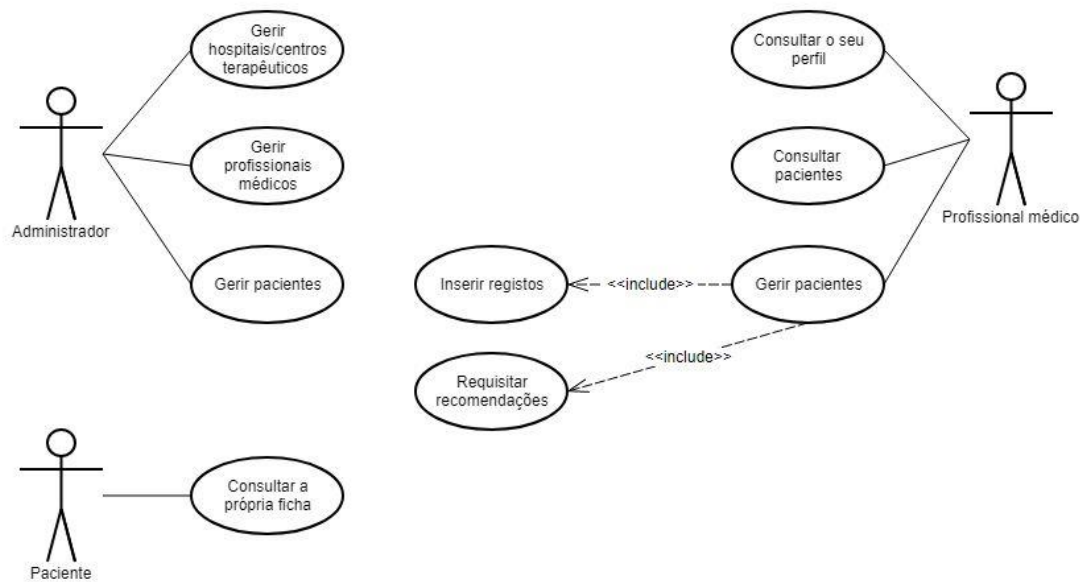 Gerir
hospitais/centros
terapêuticos
Gerir
profissionais
médicos
Administrador
Gerir pacientes
Consultar o seu
perfil
Consultar
pacientes
Profissional médico
Inserir registos
<<include>>
Gerir pacientes
<<include>>
Requisitar
recomendações
Consultar a
própria ficha
Paciente